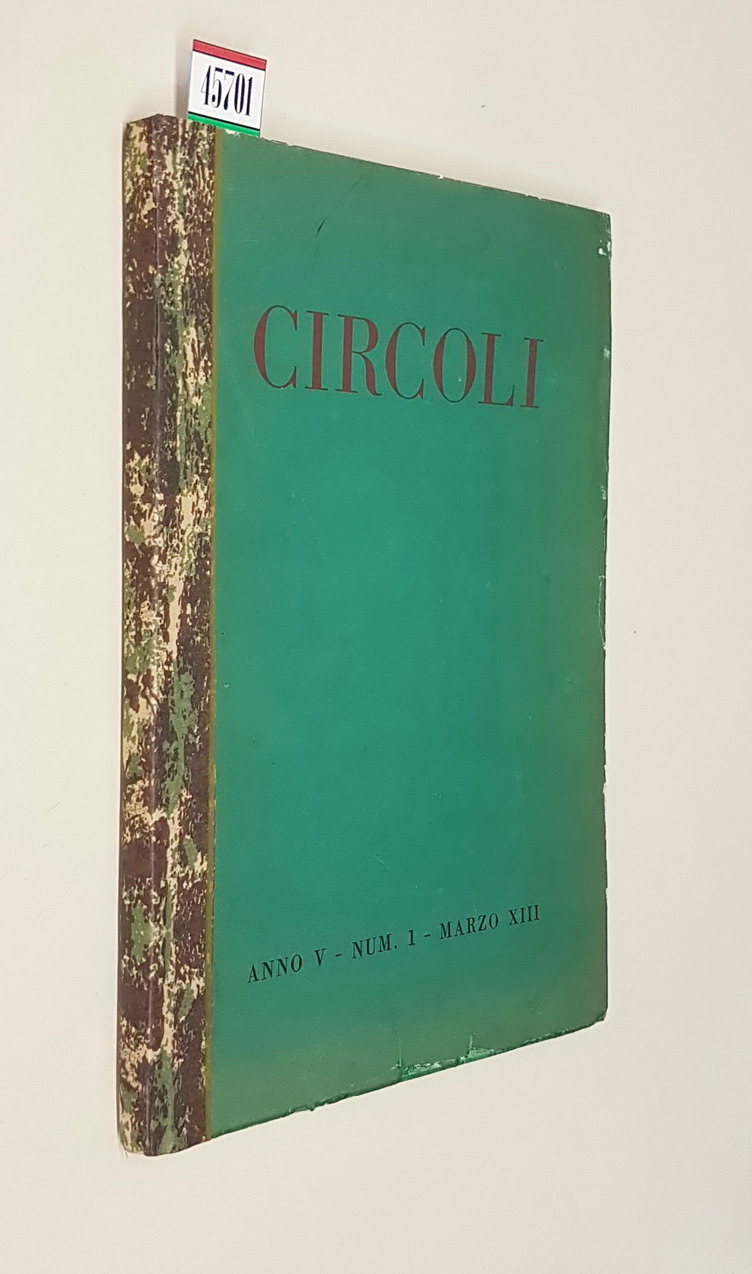 45701
CIRCOLI
ANNO V - NUM. 1 - MARZO XIII